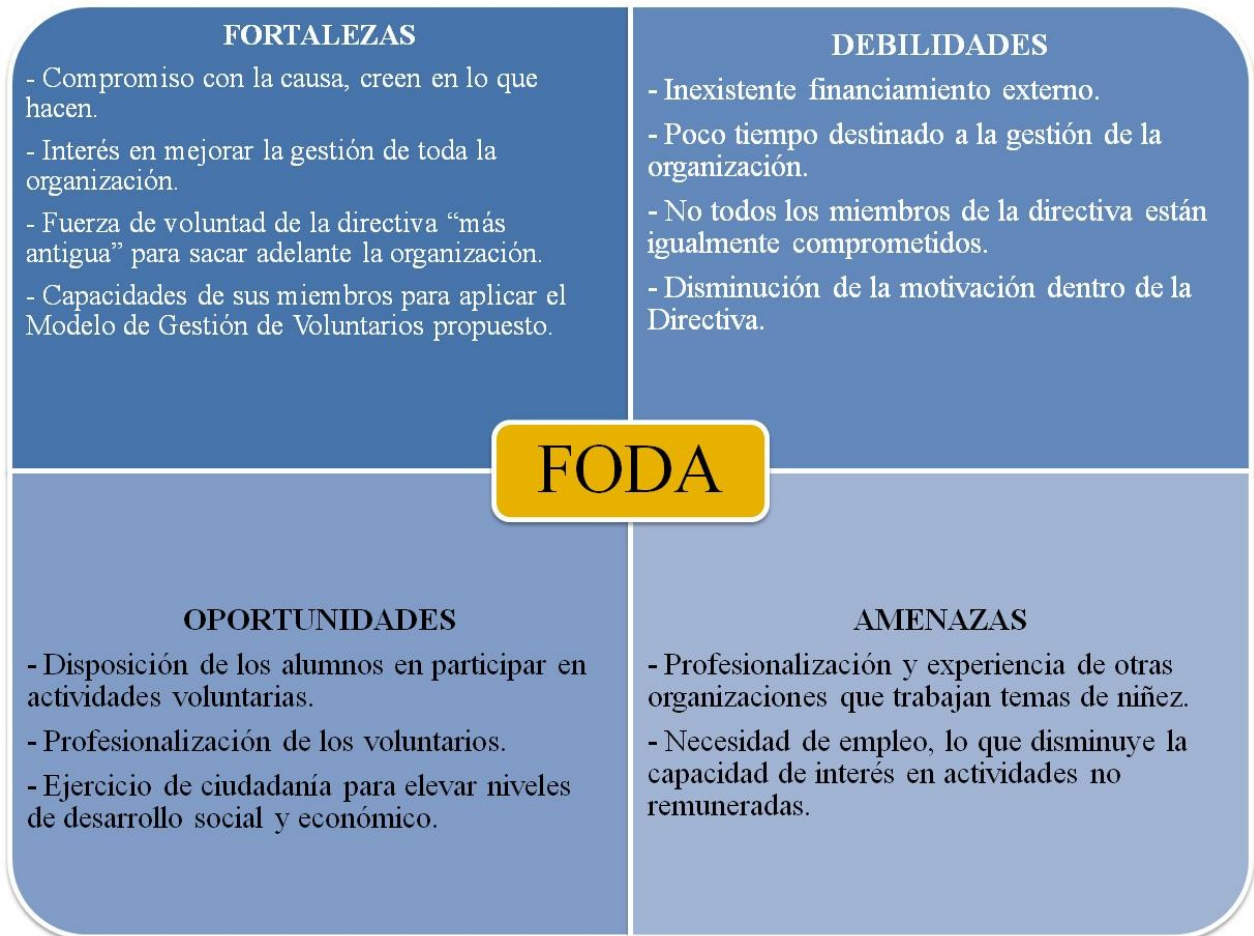 FORTALEZAS
- Compromiso con la causa, creen en lo que
hacen.
- Interés en mejorar la gestión de toda la
organización.
- Fuerza de voluntad de la directiva “más
antigua” para sacar adelante la organización.
- Capacidades de sus miembros para aplicar el
Modelo de Gestión de Voluntarios propuesto.
DEBILIDADES
- Inexistente financiamiento externo.
- Poco tiempo destinado a la gestión de la
organización.
- No todos los miembros de la directiva están
igualmente comprometidos.
- Disminución de la motivación dentro de la
Directiva.
FODA
OPORTUNIDADES
- Disposición de los alumnos en participar en
actividades voluntarias.
- Profesionalización de los voluntarios.
- Ejercicio de ciudadanía para elevar niveles
de desarrollo social y económico.
AMENAZAS
- Profesionalización y experiencia de otras
organizaciones que trabajan temas de niñez.
- Necesidad de empleo, lo que disminuye la
capacidad de interés en actividades no
remuneradas.